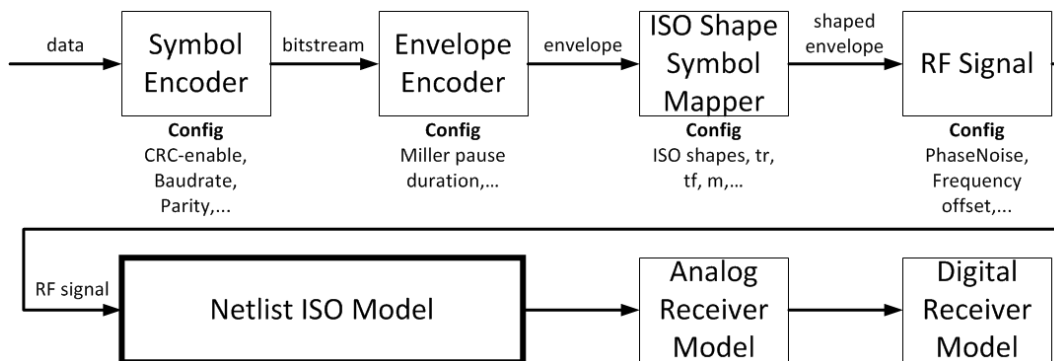 data
Symbol
Encoder
bitstream
Envelope
Encoder
envelope
ISO Shape
Symbol
Mapper
shaped
envelope
RF Signal
Config
CRC-enable,
Baudrate,
Parity,...
Config
Miller pause
duration,...
Config
ISO shapes, tr,
tf, m,...
Config
PhaseNoise,
Frequency
offset,...
RF signal
Netlist ISO Model
Analog
Receiver
Model
Digital
Receiver
Model